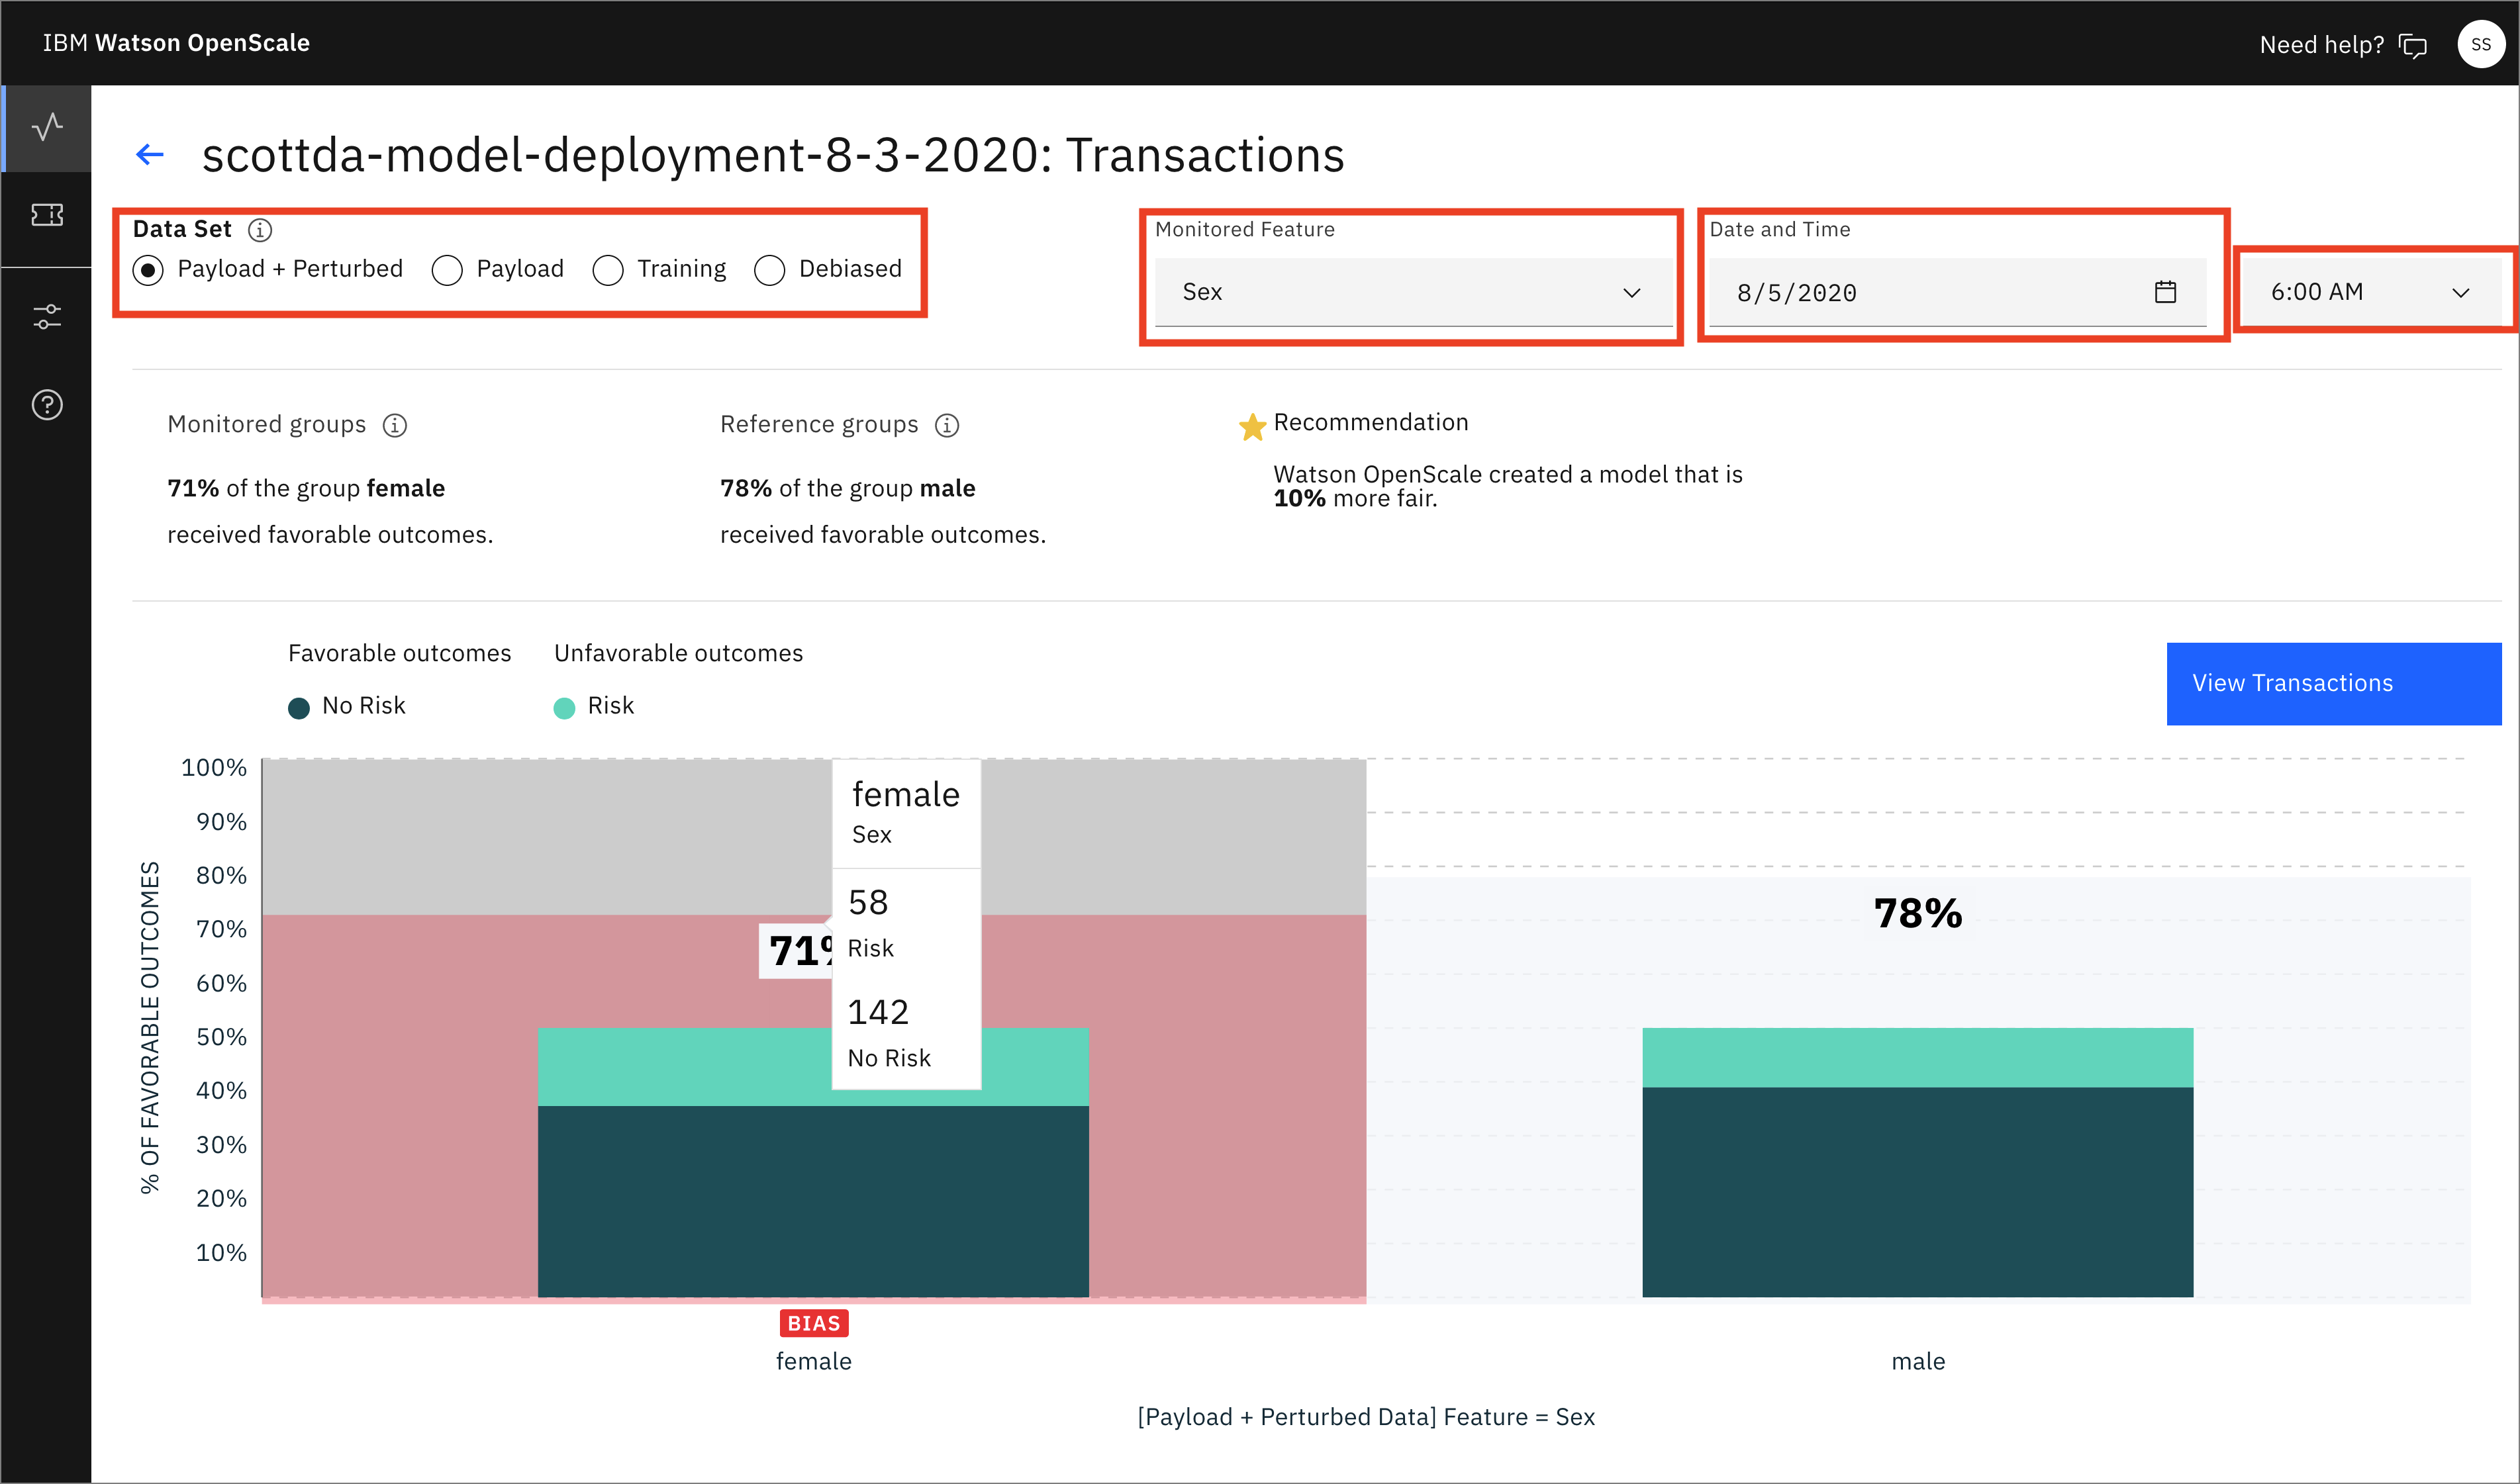 IBM Watson OpenScale
Need help?
SS
scottda-model-deployment-8-3-2020: Transactions
Data Set
Payload + Perturbed
Payload
Training
Debiased
Monitored Feature
Sex
Date and Time
8/5/2020
6:00 AM
Monitored groups
71% of the group female
received favorable outcomes.
Reference groups
78% of the group male
received favorable outcomes.
Recommendation
Watson OpenScale created a model that is
10% more fair.
Favorable outcomes
No Risk
Unfavorable outcomes
Risk
View Transactions
% OF FAVORABLE OUTCOMES
100%
90%
80%
70%
60%
50%
40%
30%
20%
10%
71%
female
Sex
58
Risk
142
No Risk
78%
BIAS
female
male
[Payload + Perturbed Data] Feature = Sex